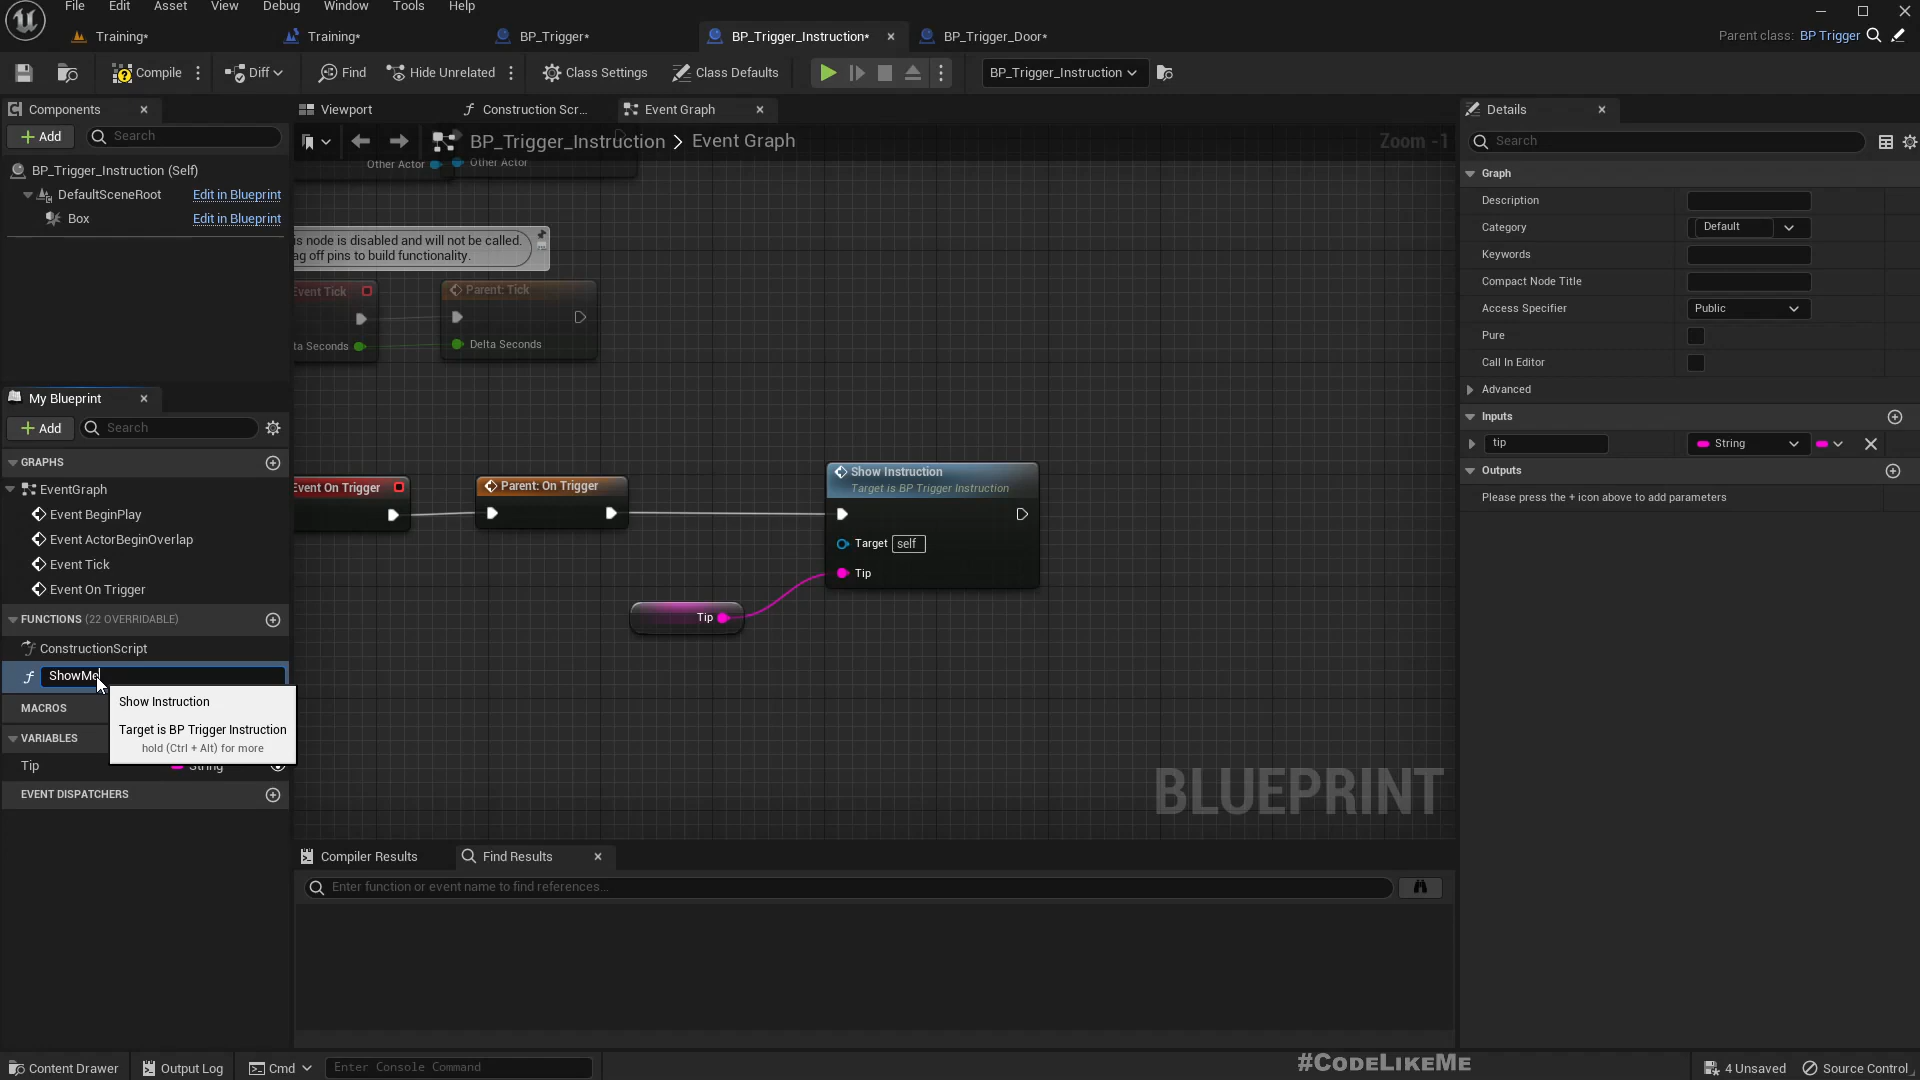 File Edit Asset View Debug Window Tools Help
Training* Training* BP_Trigger* BP_Trigger_Instruction* BP_Trigger_Door* Parent class: BP Trigger
Compile Diff Find Hide Unrelated Class Settings Class Defaults BP_Trigger_Instruction
Components Viewport Construction Scr... Event Graph Details
Add Search BP_Trigger_Instruction > Event Graph Zoom -1 Search
BP_Trigger_Instruction (Self)
DefaultSceneRoot Edit in Blueprint
Box Edit in Blueprint
Other Actor Other Actor
is node is disabled and will not be called.
ag off pins to build functionality.
Event Tick Parent: Tick
ta Seconds Delta Seconds
Graph
Description
Category Default
Keywords
Compact Node Title
Access Specifier Public
Pure
Call In Editor
Advanced
Inputs
tip String
Outputs
Please press the + icon above to add parameters
My Blueprint
Add Search
GRAPHS
EventGraph
Event BeginPlay
Event ActorBeginOverlap
Event Tick
Event On Trigger
FUNCTIONS (22 OVERRIDABLE)
ConstructionScript
ShowMe
MACROS
VARIABLES
Tip String
EVENT DISPATCHERS
Show Instruction
Target is BP Trigger Instruction
hold (Ctrl + Alt) for more
Event On Trigger Parent: On Trigger
Show Instruction
Target is BP Trigger Instruction
Target self
Tip
Tip
BLUEPRINT
Compiler Results Find Results
Enter function or event name to find references...
Content Drawer Output Log Cmd Enter Console Command #CODELIKEME 4 Unsaved Source Control